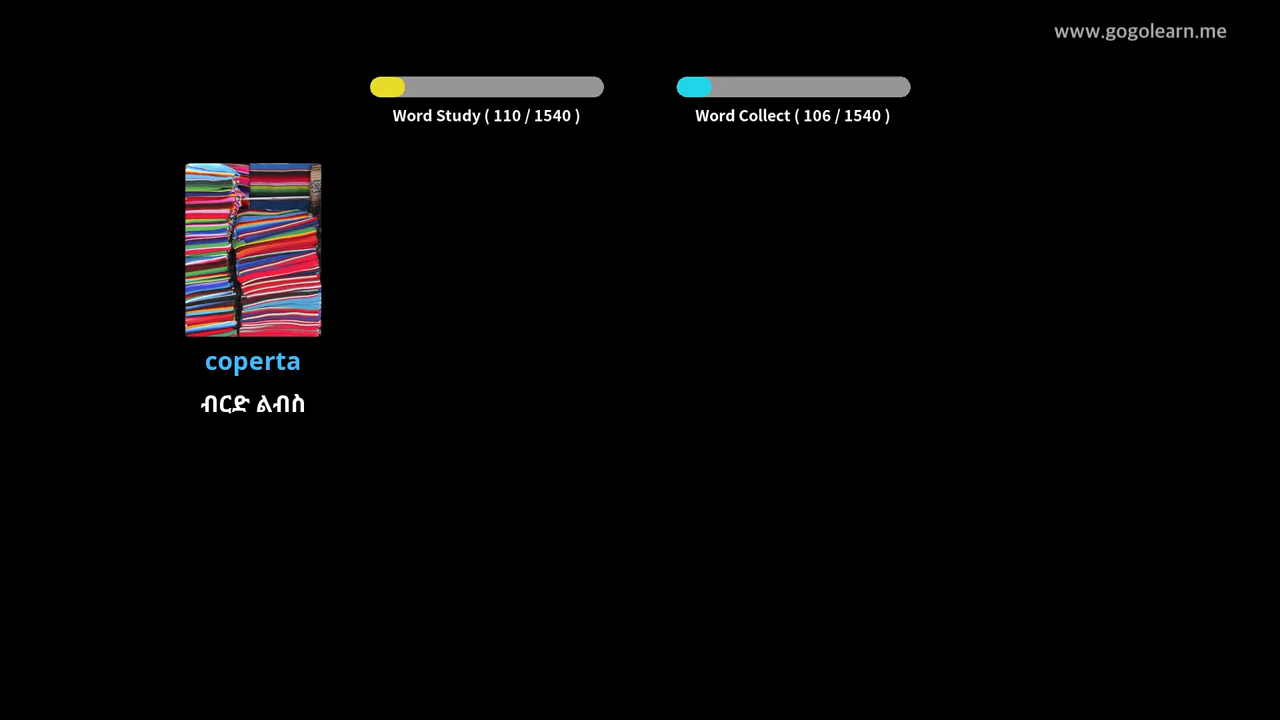 www.gogolearn.me
Word Study ( 110 / 1540 )
Word Collect ( 106 / 1540 )
coperta
ብርድ ልብስ